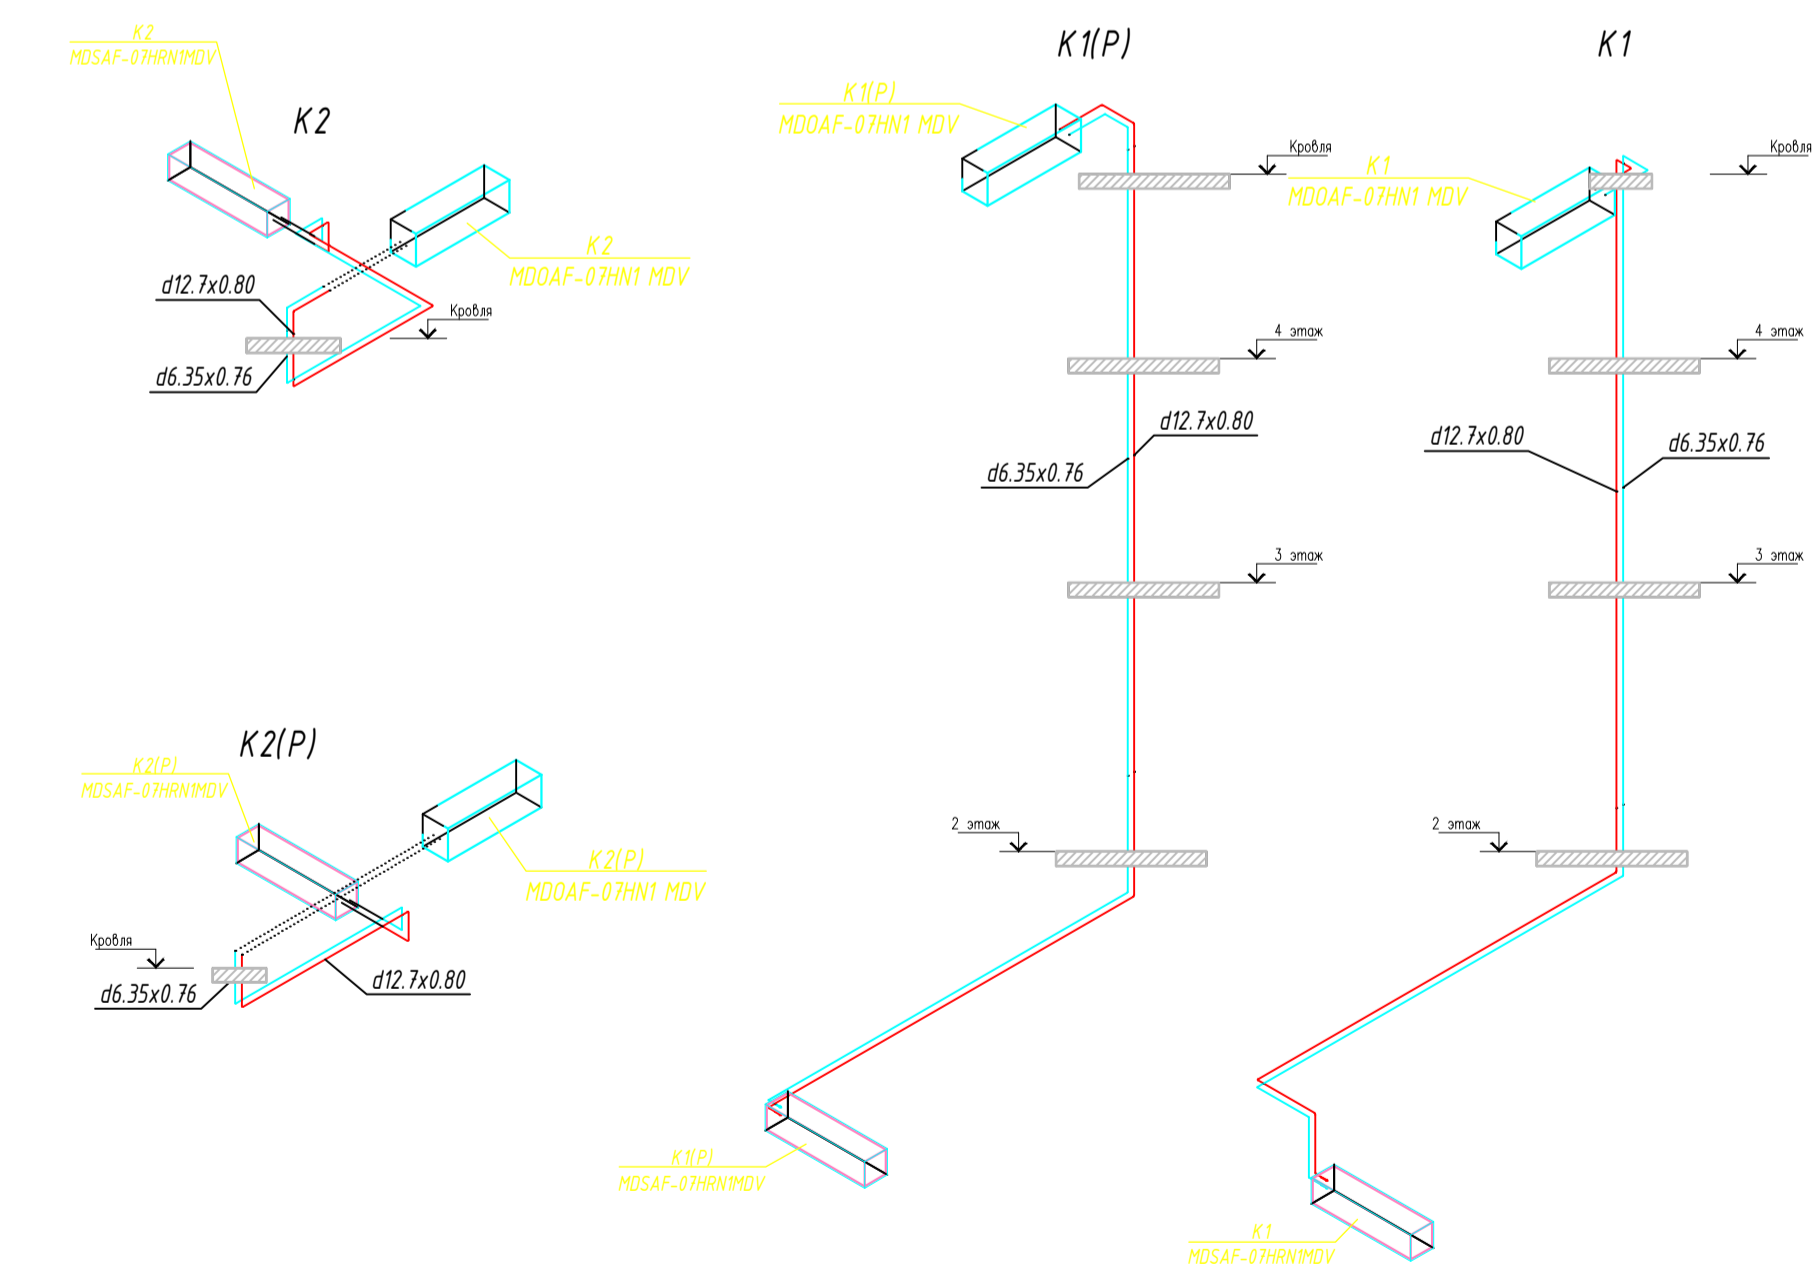 K2
MDSAF-07HRN1MDV
K2
K2
MDOAF-07HN1 MDV
d12.7x0.80
Кровля
d6.35x0.76
K2(P)
K2(P)
MDSAF-07HRN1MDV
K2(P)
MDOAF-07HN1 MDV
Кровля
d6.35x0.76
d12.7x0.80
K1(P)
K1(P)
MDOAF-07HN1 MDV
Кровля
4 этаж
d12.7x0.80
d6.35x0.76
3 этаж
2 этаж
K1(P)
MDSAF-07HRN1MDV
K1
K1
MDOAF-07HN1 MDV
Кровля
4 этаж
d12.7x0.80
d6.35x0.76
3 этаж
2 этаж
K1
MDSAF-07HRN1MDV